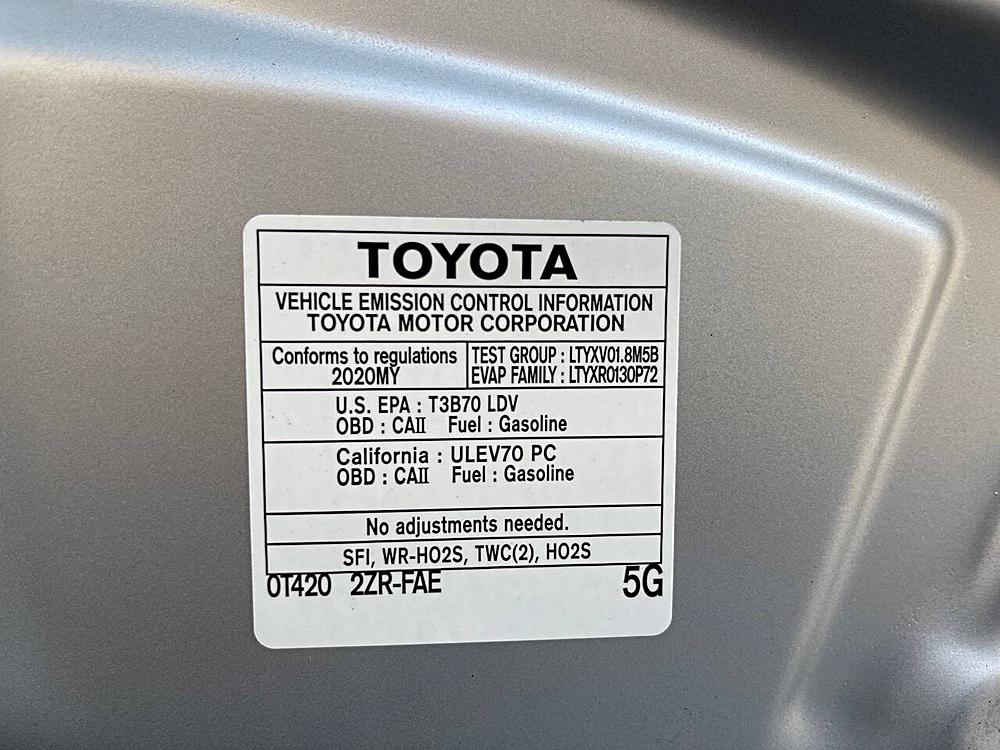 TOYOTA
VEHICLE EMISSION CONTROL INFORMATION
TOYOTA MOTOR CORPORATION
Conforms to regulations
2020MY
TEST GROUP : LTYXV01.8M5B
EVAP FAMILY : LTYXR0130P72
U.S. EPA : T3B70 LDV
OBD : CAII Fuel : Gasoline
California : ULEV70 PC
OBD : CAII Fuel : Gasoline
No adjustments needed.
SFI, WR-HO2S, TWC(2), HO2S
0T420 2ZR-FAE 5G